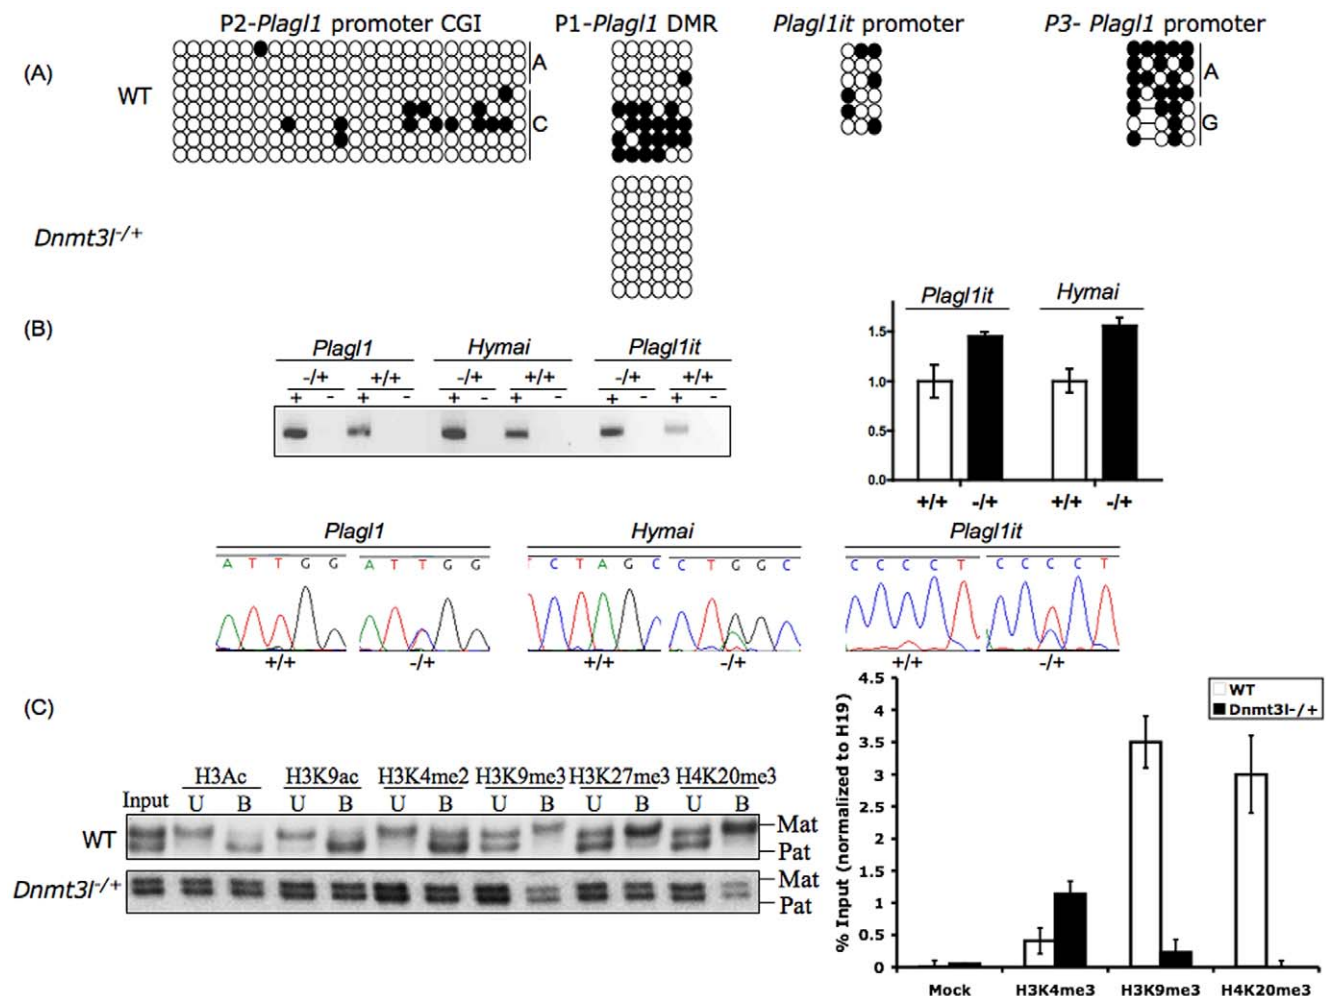 P2-Plagl1 promoter CGI P1-Plagl1 DMR Plagl1it promoter P3- Plagl1 promoter
(A)
WT
A
C
A
G
Dnmt3l-/+
(B)
Plagl1 Hymai Plagl1it
-/+ +/+ -/+ +/+ -/+ +/+
+ - + - + - + - + - + -
Plagl1it Hymai
1.5
1.0
0.5
0.0
+/+ -/+ +/+ -/+
Plagl1 Hymai Plagl1it
A T T G G A T T G G T C T A G C C T G G C C C C C T C C C C T
+/+ -/+ +/+ -/+ +/+ -/+
(C)
H3Ac H3K9ac H3K4me2 H3K9me3 H3K27me3 H4K20me3
Input U B U B U B U B U B U B
WT
Mat
Pat
Dnmt3l-/+
Mat
Pat
% Input (normalized to H19)
4.5
4
3.5
3
2.5
2
1.5
1
0.5
0
WT
Dnmt3l-/+
Mock H3K4me3 H3K9me3 H4K20me3